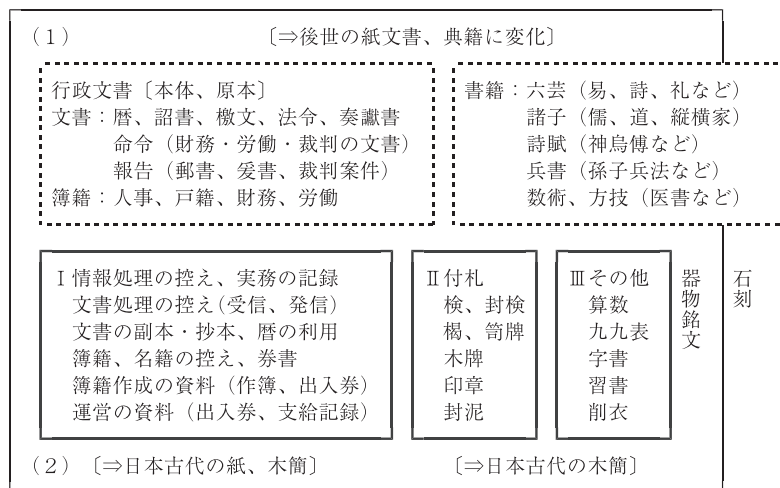 （１） 〔⇒後世の紙文書、典籍に変化〕
行政文書〔本体、原本〕
文書：暦、詔書、檄文、法令、奏讞書
命令（財務・労働・裁判の文書）
報告（郵書、爰書、裁判案件）
簿籍：人事、戸籍、財務、労働
書籍：六芸（易、詩、礼など）
諸子（儒、道、縦横家）
詩賦（神烏傅など）
兵書（孫子兵法など）
数術、方技（医書など）
Ⅰ情報処理の控え、実務の記録
文書処理の控え（受信、発信）
文書の副本・抄本、暦の利用
簿籍、名籍の控え、券書
簿籍作成の資料（作簿、出入券）
運営の資料（出入券、支給記録）
Ⅱ付札
検、封検
楬、笥牌
木牌
印章
封泥
Ⅲその他
算数
九九表
字書
習書
削衣
器物銘文
石刻
（２）〔⇒日本古代の紙、木簡〕 〔⇒日本古代の木簡〕